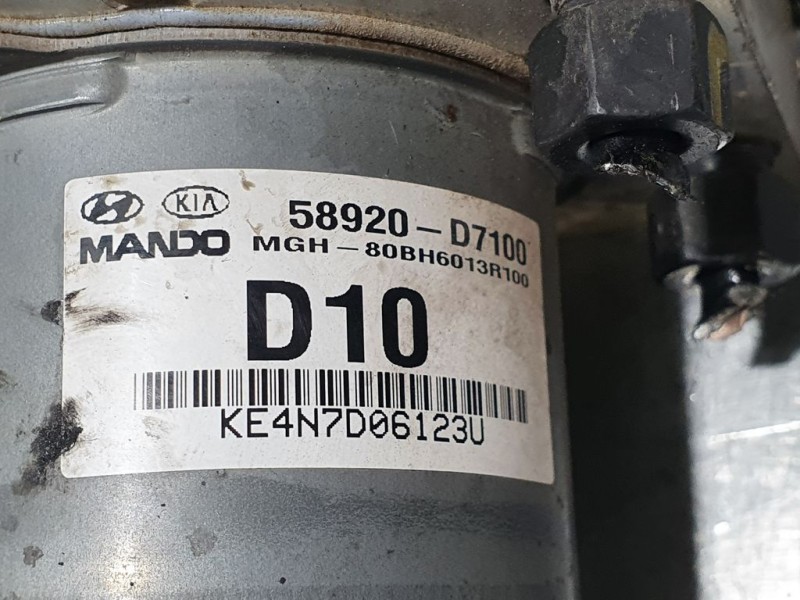 KIA 58920-D7100
MANDO MGH-80BH6013R100
D10
KE4N7D06123U